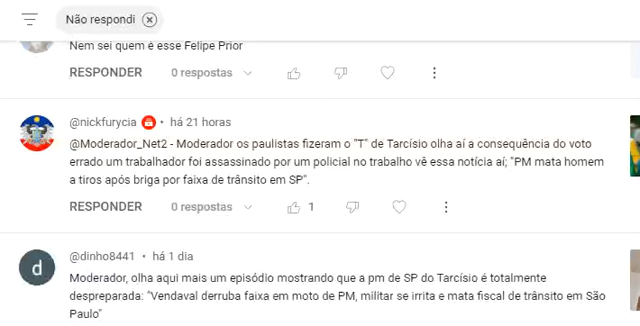 Não respondi
Nem sei quem é esse Felipe Prior
RESPONDER 0 respostas
@nickfurycia • há 21 horas
@Moderador_Net2 - Moderador os paulistas fizeram o "T" de Tarcísio olha aí a consequência do voto
errado um trabalhador foi assassinado por um policial no trabalho vê essa notícia aí; "PM mata homem
a tiros após briga por faixa de trânsito em SP".
RESPONDER 0 respostas 1
d
@dinho8441 • há 1 dia
Moderador, olha aqui mais um episódio mostrando que a pm de SP do Tarcísio é totalmente
despreparada: "Vendaval derruba faixa em moto de PM, militar se irrita e mata fiscal de trânsito em São
Paulo"